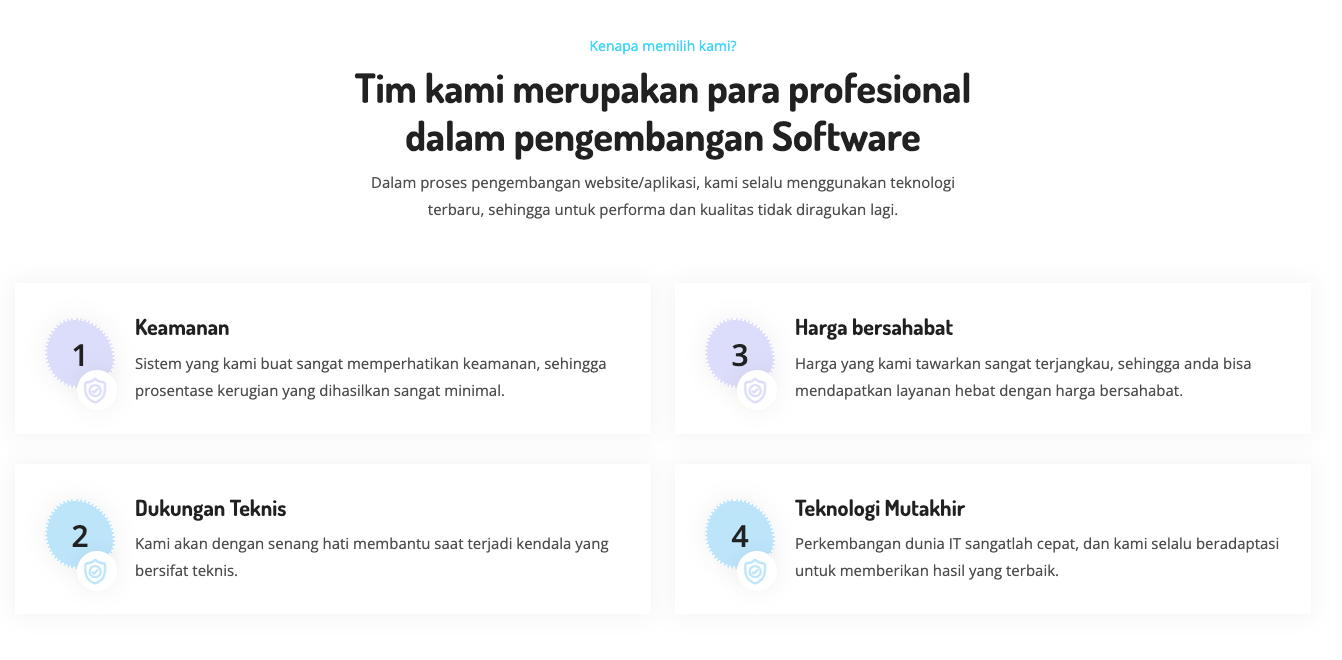 Kenapa memilih kami?
Tim kami merupakan para profesional
dalam pengembangan Software
Dalam proses pengembangan website/aplikasi, kami selalu menggunakan teknologi
terbaru, sehingga untuk performa dan kualitas tidak diragukan lagi.
1
Keamanan
Sistem yang kami buat sangat memperhatikan keamanan, sehingga
prosentase kerugian yang dihasilkan sangat minimal.
2
Dukungan Teknis
Kami akan dengan senang hati membantu saat terjadi kendala yang
bersifat teknis.
3
Harga bersahabat
Harga yang kami tawarkan sangat terjangkau, sehingga anda bisa
mendapatkan layanan hebat dengan harga bersahabat.
4
Teknologi Mutakhir
Perkembangan dunia IT sangatlah cepat, dan kami selalu beradaptasi
untuk memberikan hasil yang terbaik.